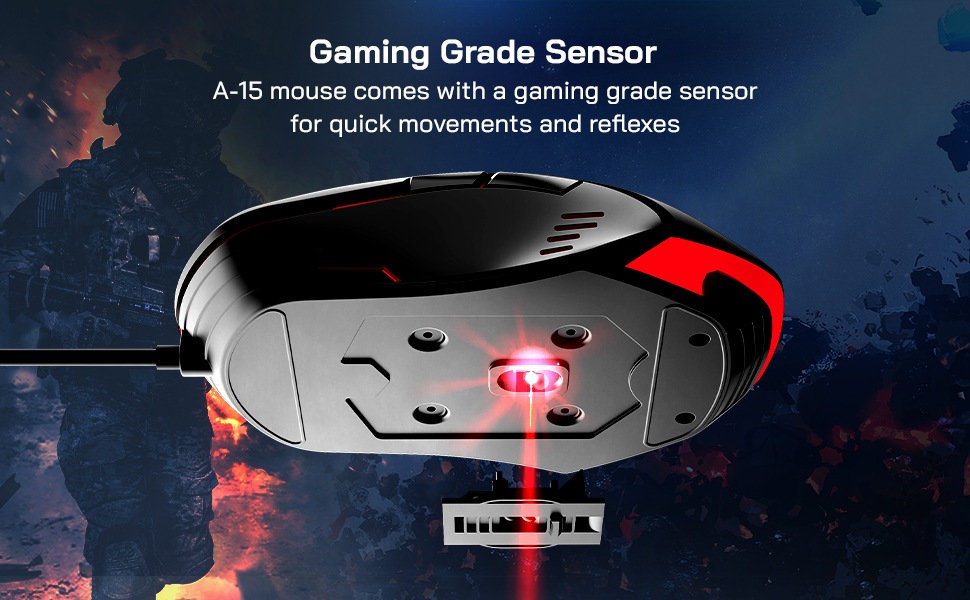 Gaming Grade Sensor
A-15 mouse comes with a gaming grade sensor
for quick movements and reflexes